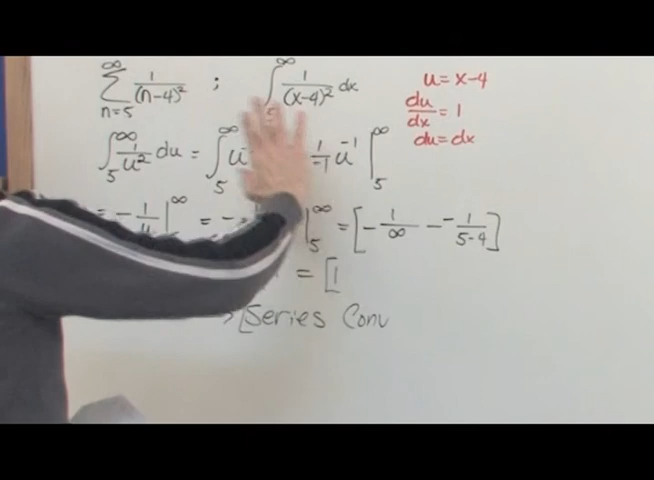 ∞ ∑ n=5 1/(n-4)² ; ∫₅^∞ 1/(x-4)² dx
u = x-4
du/dx = 1
du = dx
∫₅^∞ 1/u² du = ∫₅^∞ u 1/-1 u⁻¹ |₅^∞
= -1/u |^∞ = - |₅^∞ = [-1/∞ - -1/(5-4)]
= [1
[Series Conv